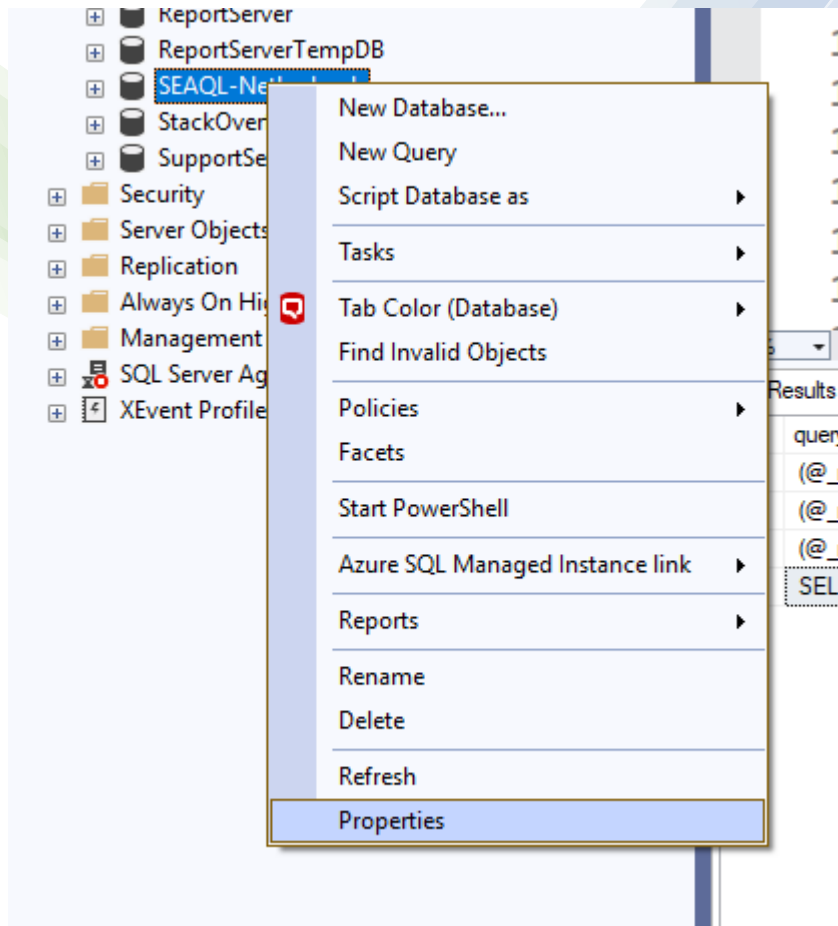 ReportServer
ReportServerTempDB
SEAQL-Netherlands
StackOver
SupportSe
Security
Server Objects
Replication
Always On Hi
Management
SQL Server Ag
XEvent Profile
New Database...
New Query
Script Database as
Tasks
Tab Color (Database)
Find Invalid Objects
Policies
Facets
Start PowerShell
Azure SQL Managed Instance link
Reports
Rename
Delete
Refresh
Properties
Results
query
(@_
(@_
(@_
SEL